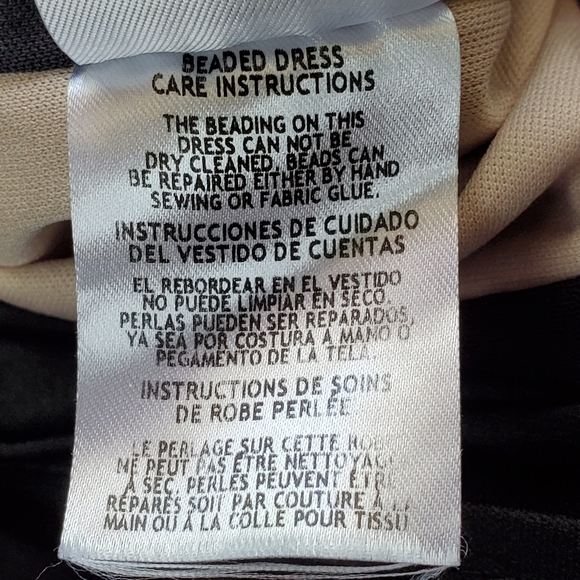 BEADED DRESS
CARE INSTRUCTIONS
THE BEADING ON THIS
DRESS CAN NOT BE
DRY CLEANED, BEADS CAN
BE REPAIRED EITHER BY HAND
SEWING OR FABRIC GLUE.
INSTRUCCIONES DE CUIDADO
DEL VESTIDO DE CUENTAS
EL REBORDEAR EN EL VESTIDO
NO PUEDE LIMPIAR EN SECO.
PERLAS PUEDEN SER REPARADOS,
YA SEA POR COSTURA A MANO O
PEGAMENTO DE LA TELA.
INSTRUCTIONS DE SOINS
DE ROBE PERLÉE
LE PERLAGE SUR CETTE
NE PEUT PAS ÊTRE NETTOYAG
A SEC, PERLES PEUVENT ÊTRE
RÉPARÉS SOIT PAR COUTURE À LA
MAIN OU À LA COLLE POUR TISSU